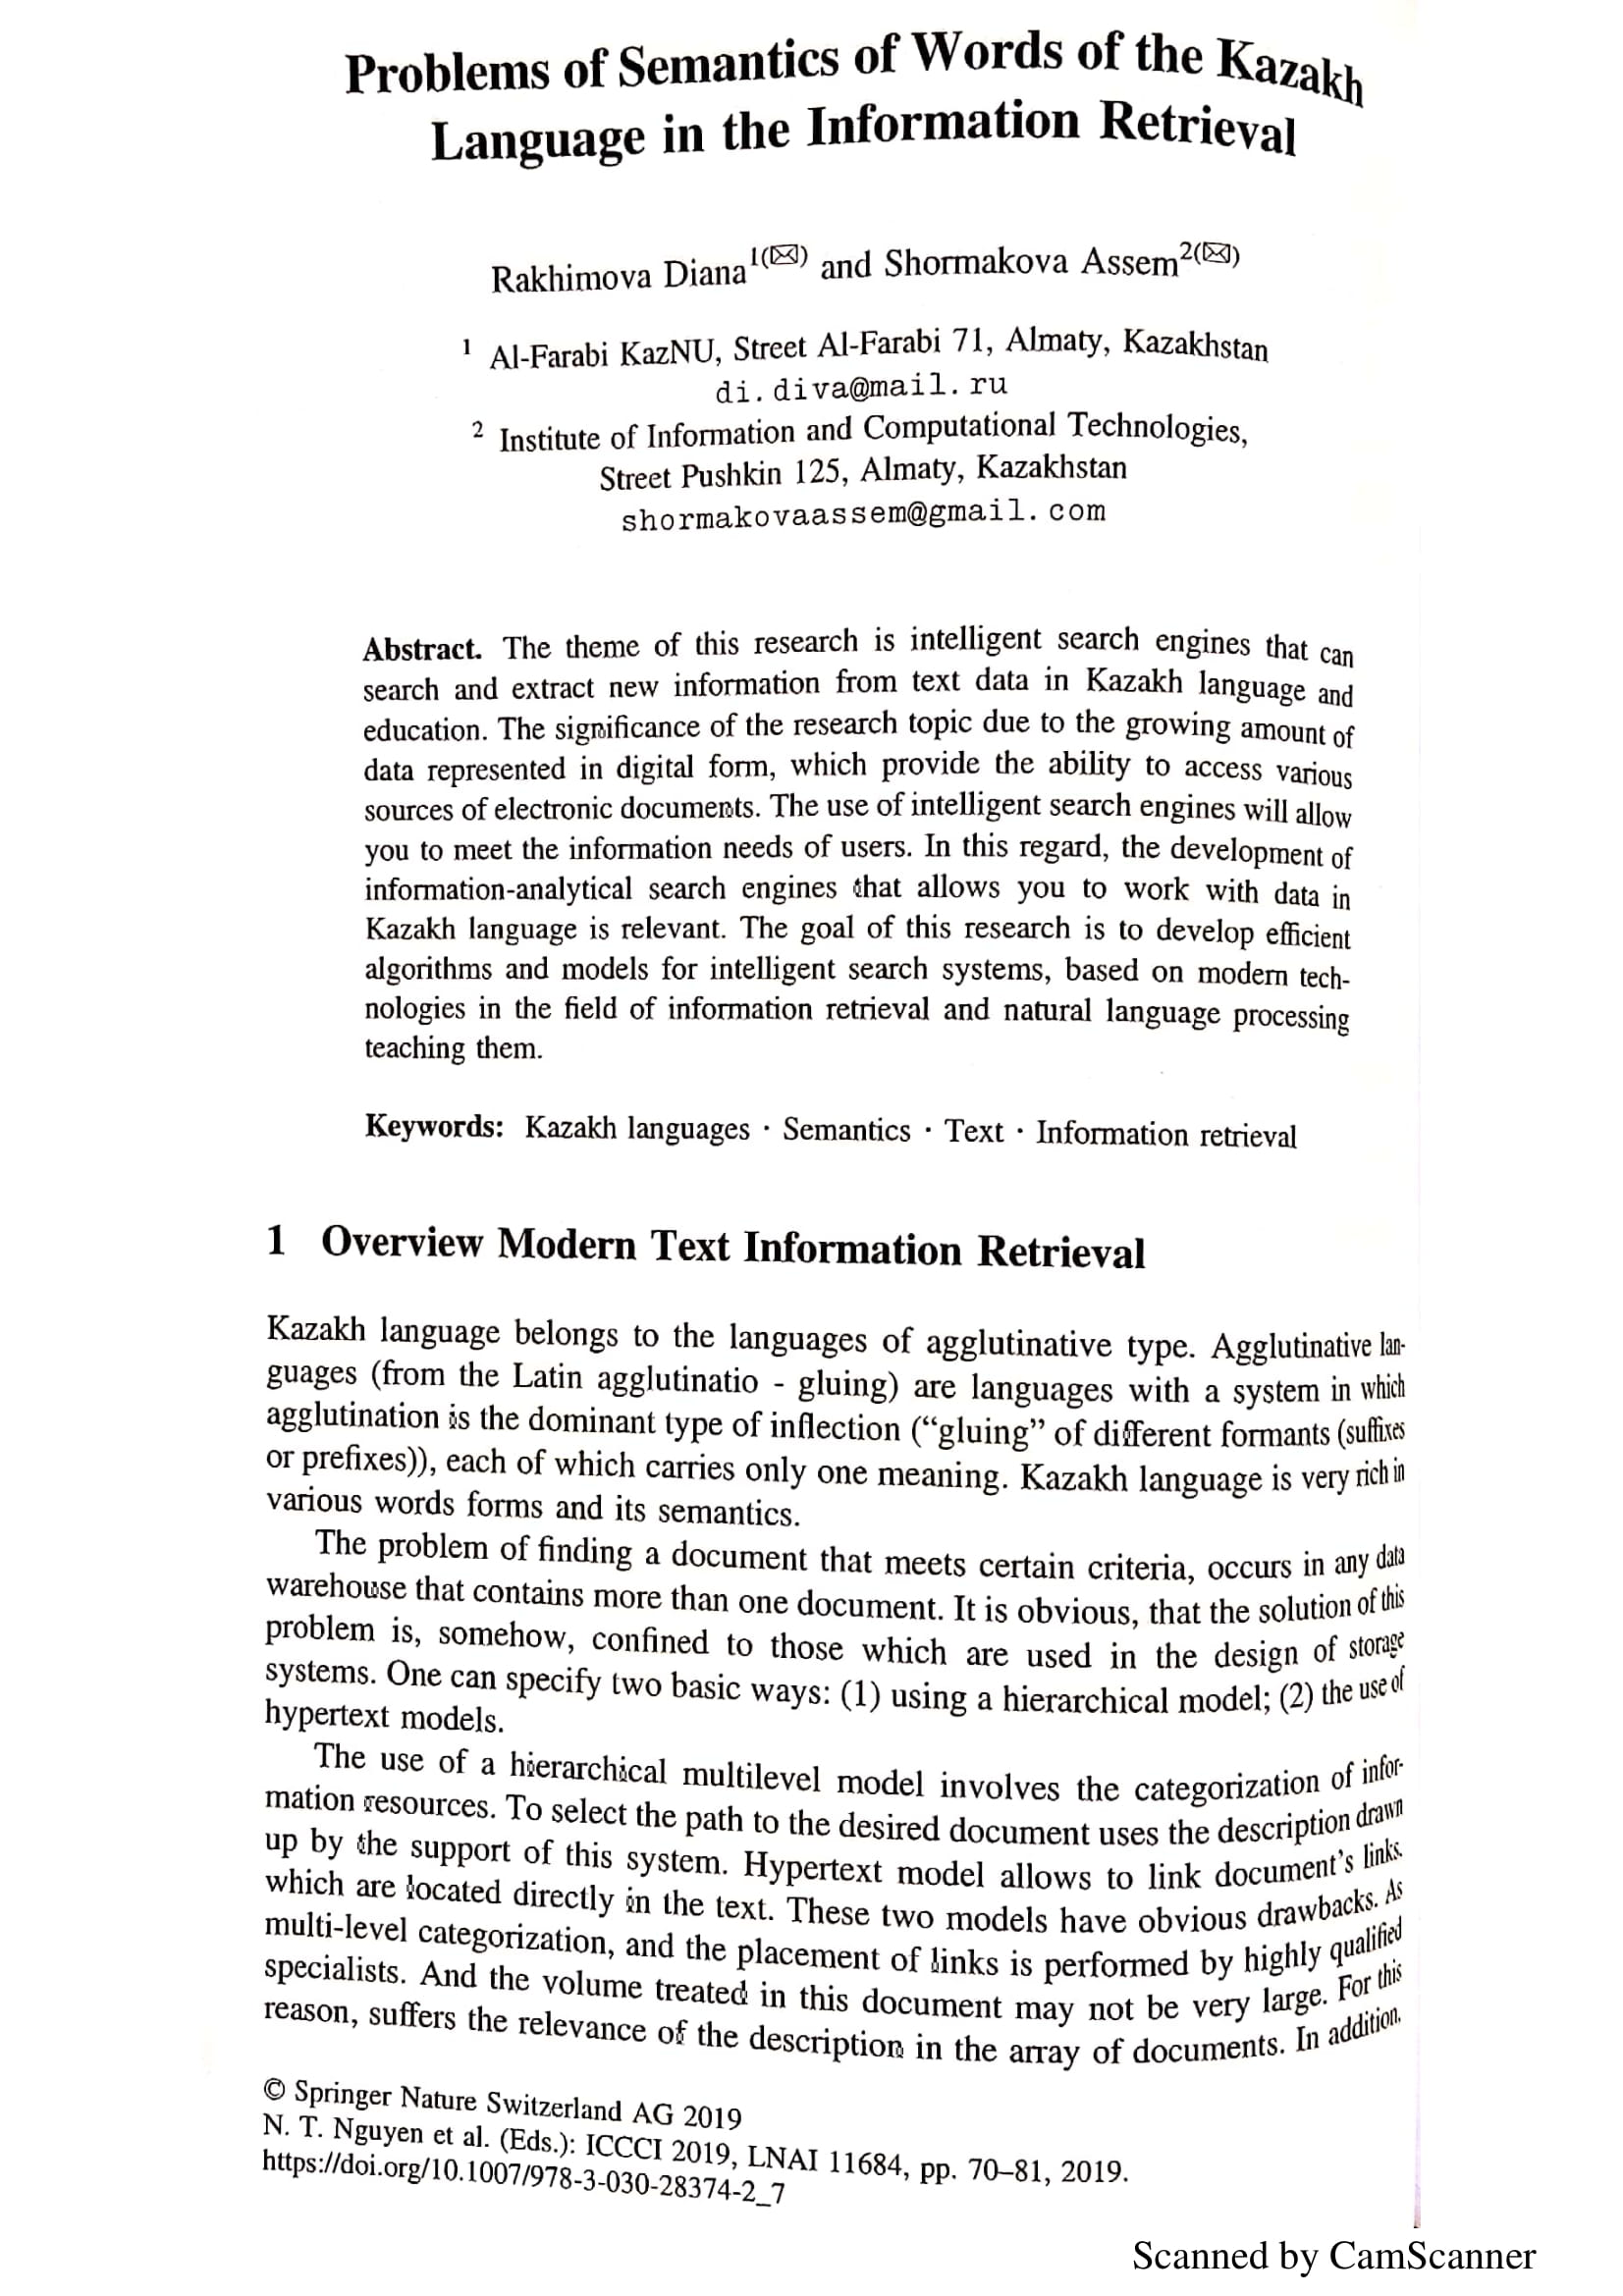 Problems of Semantics of Words of the Kazakh
Language in the Information Retrieval
Rakhimova Diana1(✉) and Shormakova Assem2(✉)
1 Al-Farabi KazNU, Street Al-Farabi 71, Almaty, Kazakhstan
di.diva@mail.ru
2 Institute of Information and Computational Technologies,
Street Pushkin 125, Almaty, Kazakhstan
shormakovaassem@gmail.com
Abstract. The theme of this research is intelligent search engines that can
search and extract new information from text data in Kazakh language and
education. The significance of the research topic due to the growing amount of
data represented in digital form, which provide the ability to access various
sources of electronic documents. The use of intelligent search engines will allow
you to meet the information needs of users. In this regard, the development of
information-analytical search engines that allows you to work with data in
Kazakh language is relevant. The goal of this research is to develop efficient
algorithms and models for intelligent search systems, based on modern tech-
nologies in the field of information retrieval and natural language processing
teaching them.
Keywords: Kazakh languages · Semantics · Text · Information retrieval
1 Overview Modern Text Information Retrieval
Kazakh language belongs to the languages of agglutinative type. Agglutinative lan-
guages (from the Latin agglutinatio - gluing) are languages with a system in which
agglutination is the dominant type of inflection (“gluing” of different formants (suffixes
or prefixes)), each of which carries only one meaning. Kazakh language is very rich in
various words forms and its semantics.
The problem of finding a document that meets certain criteria, occurs in any data
warehouse that contains more than one document. It is obvious, that the solution of this
problem is, somehow, confined to those which are used in the design of storage
systems. One can specify two basic ways: (1) using a hierarchical model; (2) the use of
hypertext models.
The use of a hierarchical multilevel model involves the categorization of infor-
mation resources. To select the path to the desired document uses the description drawn
up by the support of this system. Hypertext model allows to link document's links.
which are located directly in the text. These two models have obvious drawbacks. As
multi-level categorization, and the placement of links is performed by highly qualified
specialists. And the volume treated in this document may not be very large. For this
reason, suffers the relevance of the description in the array of documents. In addition,
© Springer Nature Switzerland AG 2019
N. T. Nguyen et al. (Eds.): ICCCI 2019, LNAI 11684, pp. 70–81, 2019.
https://doi.org/10.1007/978-3-030-28374-2_7
Scanned by CamScanner